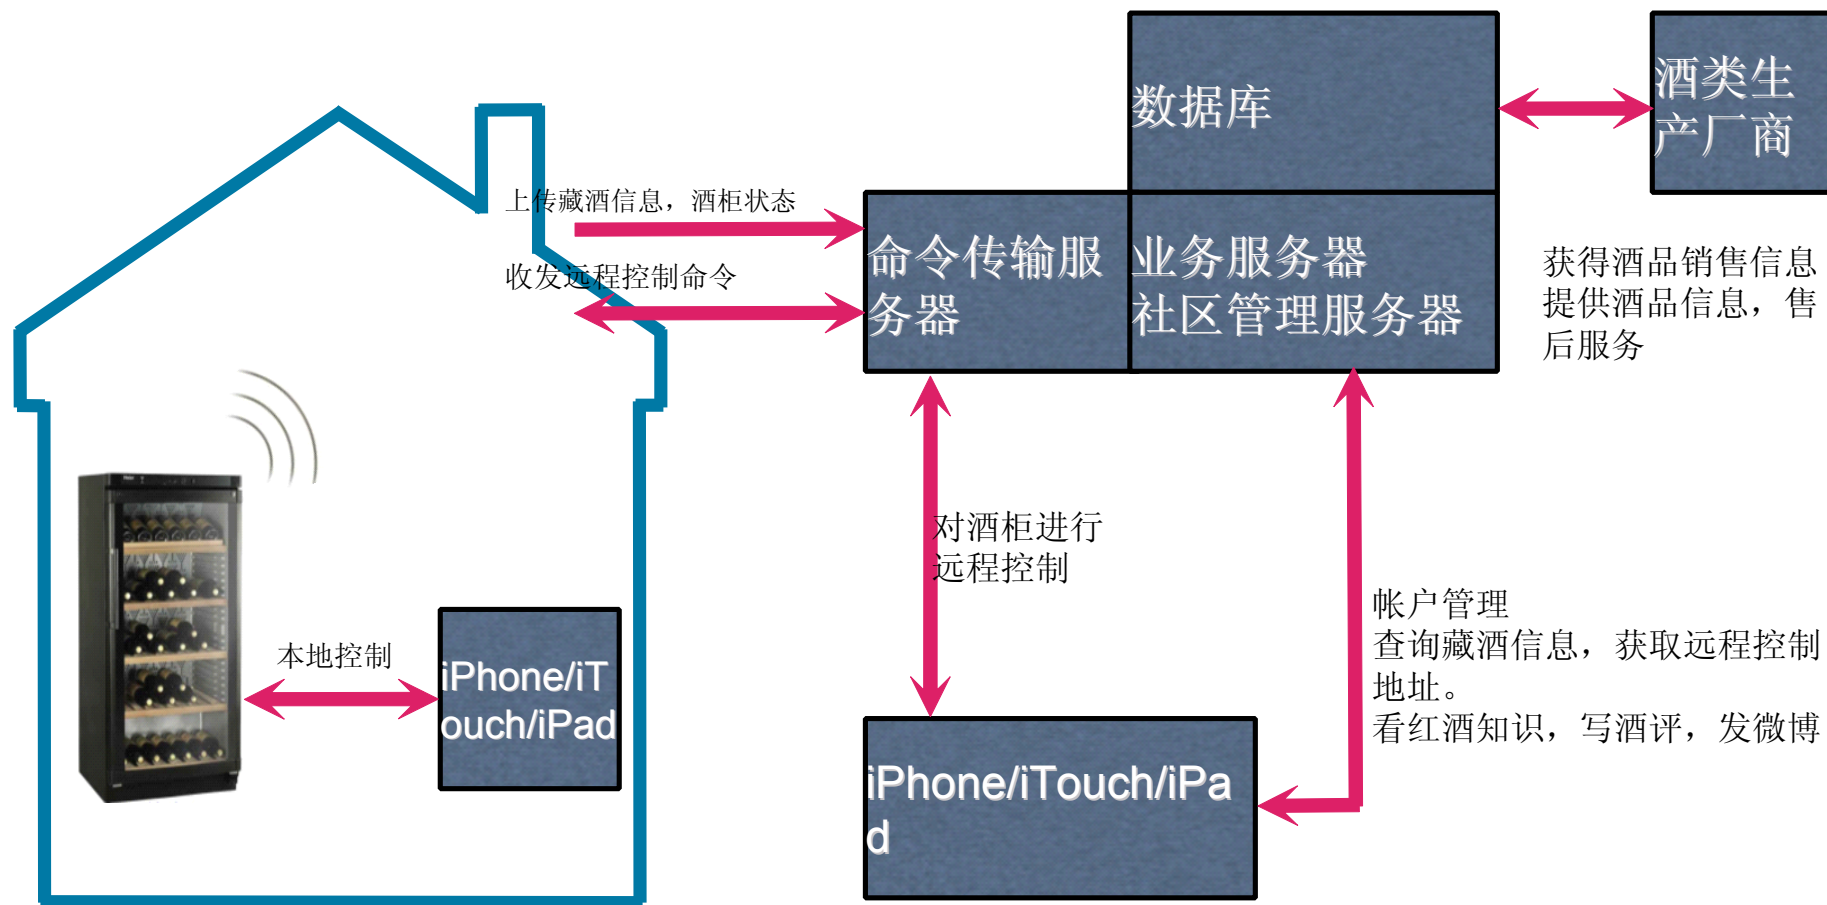 数据库
酒类生
产厂商
上传藏酒信息，酒柜状态
收发远程控制命令
命令传输服
务器
业务服务器
社区管理服务器
获得酒品销售信息
提供酒品信息，售
后服务
对酒柜进行
远程控制
本地控制
iPhone/iT
ouch/iPad
帐户管理
查询藏酒信息，获取远程控制
地址。
看红酒知识，写酒评，发微博
iPhone/iTouch/iPa
d